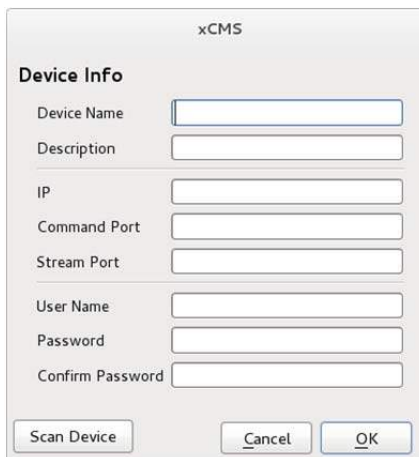 xCMS
Device Info
Device Name
Description
IP
Command Port
Stream Port
User Name
Password
Confirm Password
Scan Device
Cancel
OK